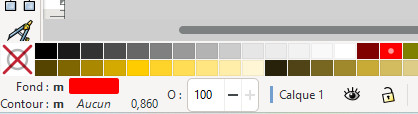 Fond : m
Contour : m Aucun 0,860
O : 100 − +
Calque 1